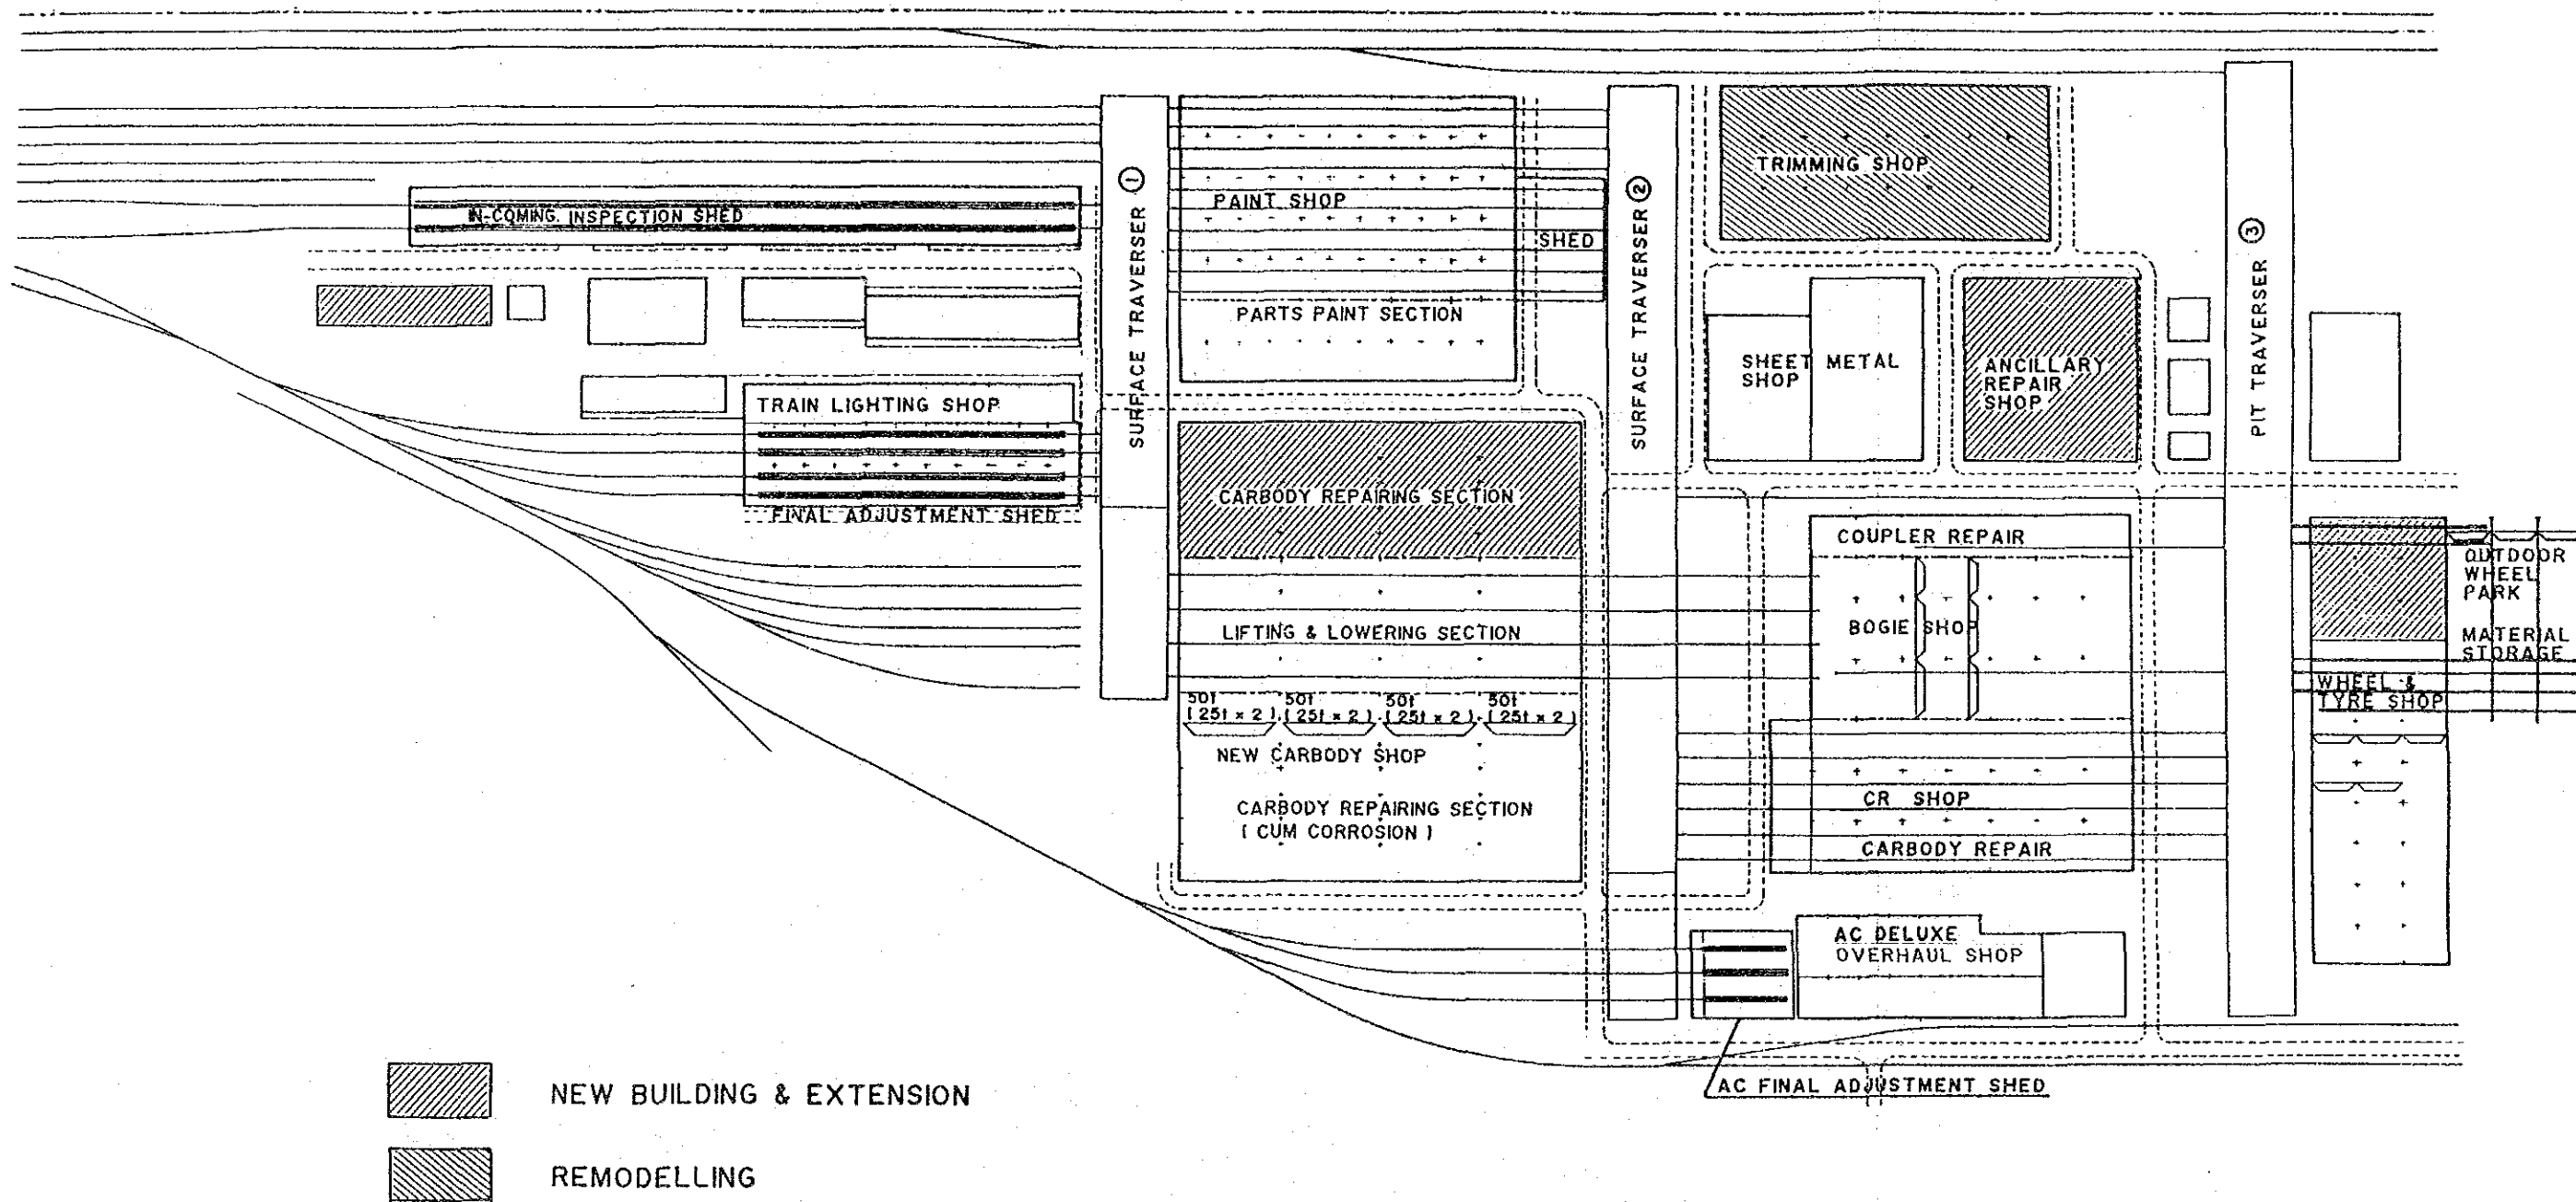 IN-COMING. INSPECTION SHED
SURFACE TRAVERSER ①
PAINT SHOP
SHED
PARTS PAINT SECTION
SURFACE TRAVERSER ②
TRIMMING SHOP
SHEET METAL
SHOP
ANCILLARY
REPAIR
SHOP
PIT TRAVERSER ③
TRAIN LIGHTING SHOP
FINAL ADJUSTMENT SHED
CARBODY REPAIRING SECTION
LIFTING & LOWERING SECTION
50t 50t 50t 50t
(25t × 2) (25t × 2) (25t × 2) (25t × 2)
NEW CARBODY SHOP
CARBODY REPAIRING SECTION
(CUM CORROSION)
COUPLER REPAIR
BOGIE SHOP
CR SHOP
CARBODY REPAIR
OUTDOOR
WHEEL
PARK
MATERIAL
STORAGE
WHEEL &
TYRE SHOP
AC DELUXE
OVERHAUL SHOP
AC FINAL ADJUSTMENT SHED
NEW BUILDING & EXTENSION
REMODELLING